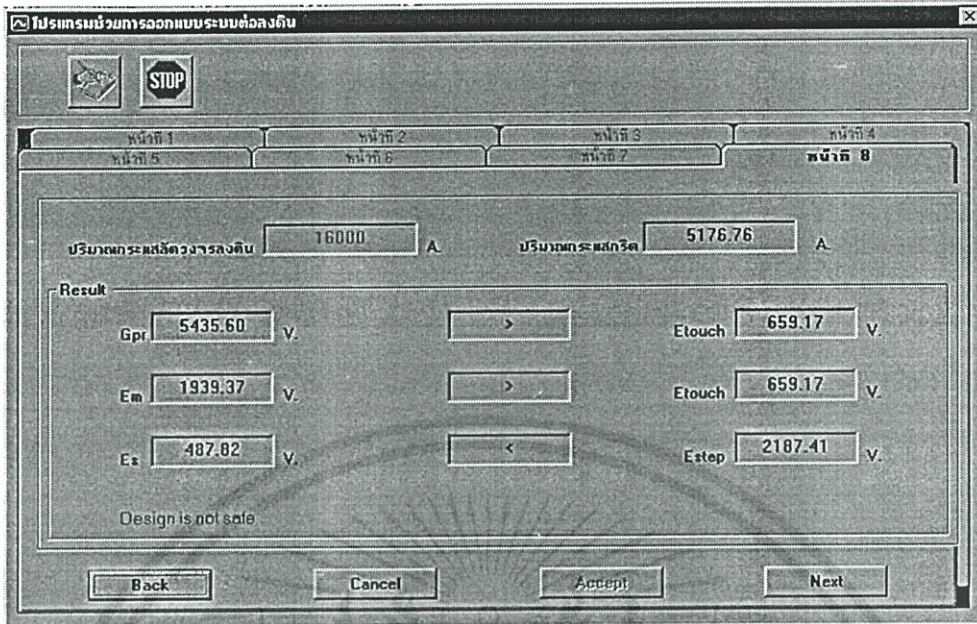 โปรแกรมช่วยการออกแบบระบบต่อลงดิน
STOP
หน้าที่ 1 หน้าที่ 2 หน้าที่ 3 หน้าที่ 4
หน้าที่ 5 หน้าที่ 6 หน้าที่ 7 หน้าที่ 8
ปริมาณกระแสลัดวงจรลงดิน 16000 A. ปริมาณกระแสกริด 5176.76 A.
Result
Gpr 5435.60 V. > Etouch 659.17 V.
Em 1939.37 V. > Etouch 659.17 V.
Es 487.82 V. < Estep 2187.41 V.
Design is not safe
Back Cancel Accept Next